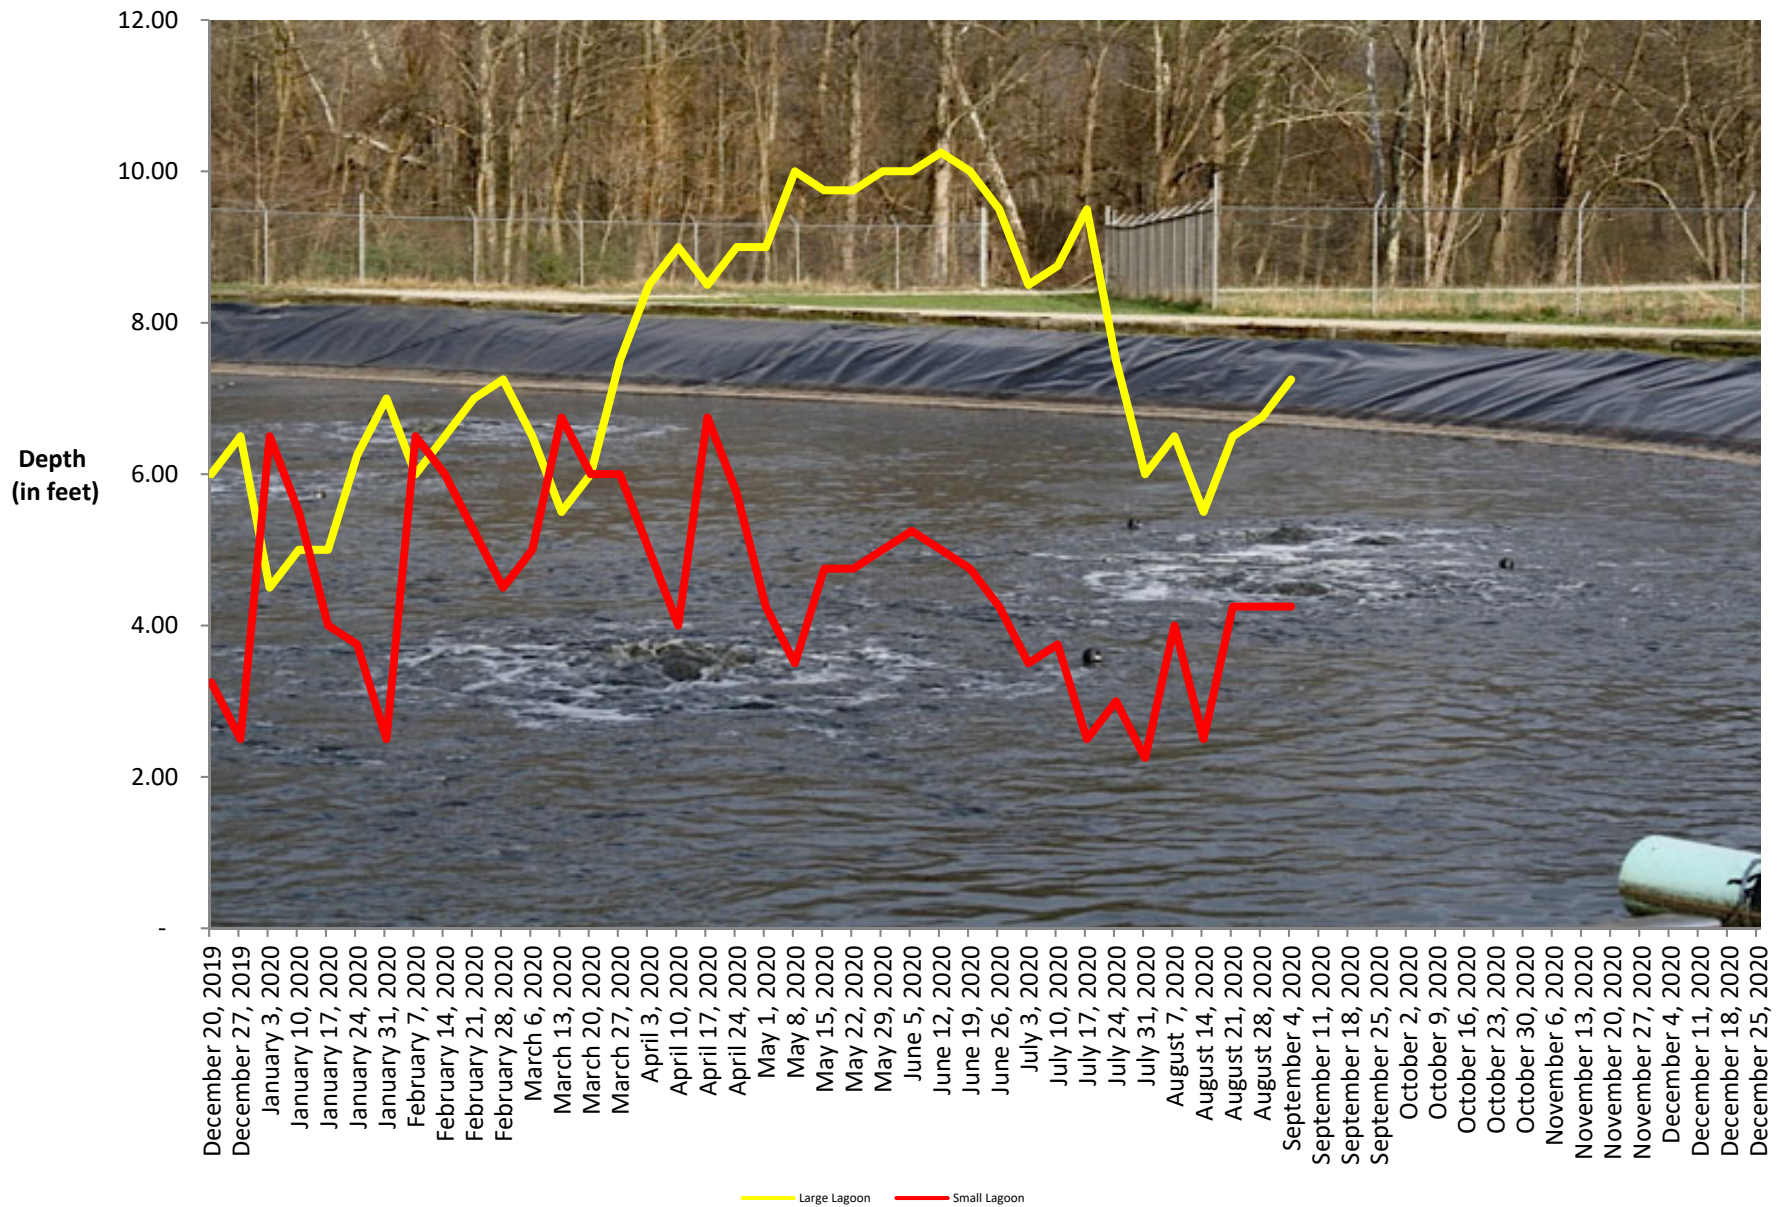 12.00
10.00
8.00
6.00
4.00
2.00
-
Depth
(in feet)
December 20, 2019
December 27, 2019
January 3, 2020
January 10, 2020
January 17, 2020
January 24, 2020
January 31, 2020
February 7, 2020
February 14, 2020
February 21, 2020
February 28, 2020
March 6, 2020
March 13, 2020
March 20, 2020
March 27, 2020
April 3, 2020
April 10, 2020
April 17, 2020
April 24, 2020
May 1, 2020
May 8, 2020
May 15, 2020
May 22, 2020
May 29, 2020
June 5, 2020
June 12, 2020
June 19, 2020
June 26, 2020
July 3, 2020
July 10, 2020
July 17, 2020
July 24, 2020
July 31, 2020
August 7, 2020
August 14, 2020
August 21, 2020
August 28, 2020
September 4, 2020
September 11, 2020
September 18, 2020
September 25, 2020
October 2, 2020
October 9, 2020
October 16, 2020
October 23, 2020
October 30, 2020
November 6, 2020
November 13, 2020
November 20, 2020
November 27, 2020
December 4, 2020
December 11, 2020
December 18, 2020
December 25, 2020
Large Lagoon
Small Lagoon